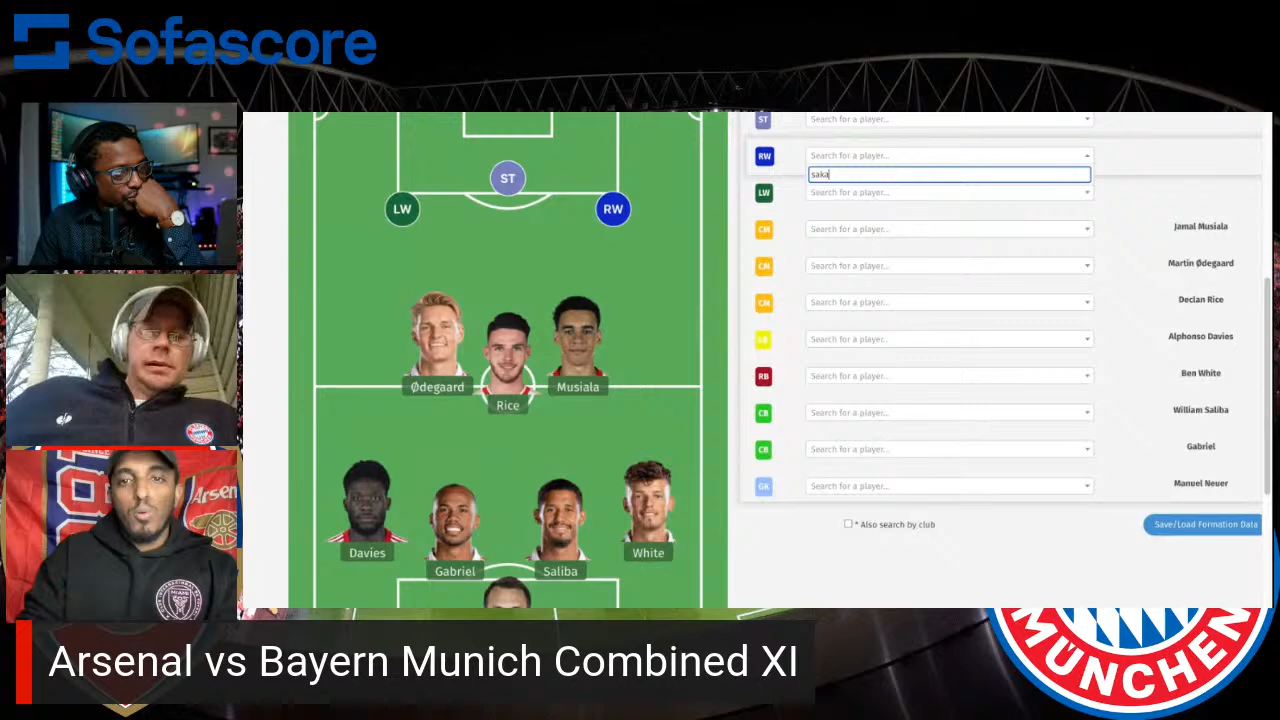 Sofascore
ST
LW
RW
Ødegaard
Rice
Musiala
Davies
Gabriel
Saliba
White
ST Search for a player...
RW Search for a player...
saka
LW Search for a player...
CM Search for a player... Jamal Musiala
CM Search for a player... Martin Ødegaard
CM Search for a player... Declan Rice
LB Search for a player... Alphonso Davies
RB Search for a player... Ben White
CB Search for a player... William Saliba
CB Search for a player... Gabriel
GK Search for a player... Manuel Neuer
* Also search by club
Save/Load Formation Data
Arsenal
MIAMI
Arsenal vs Bayern Munich Combined XI
MÜNCHEN